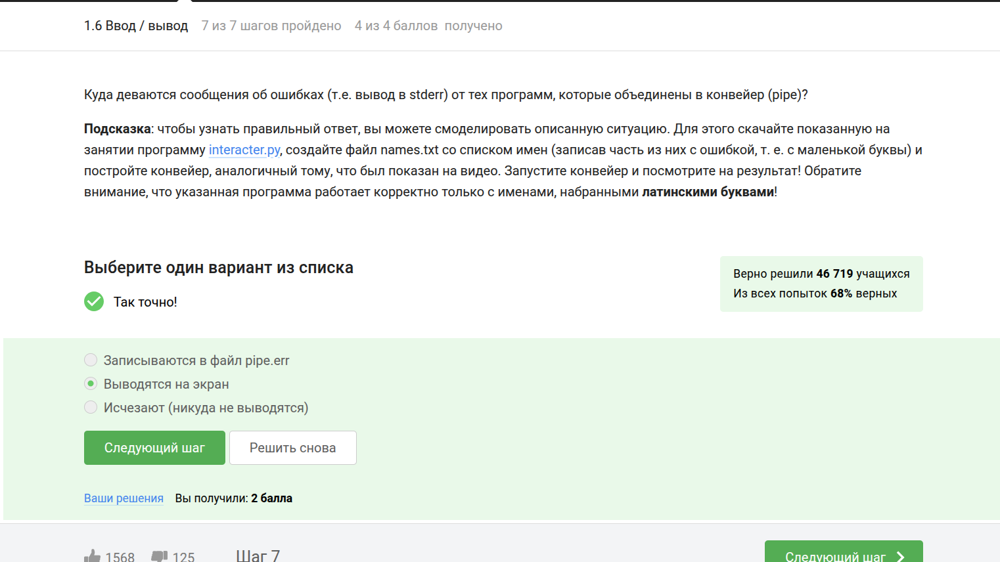 1.6 Ввод / вывод 7 из 7 шагов пройдено 4 из 4 баллов получено
Куда деваются сообщения об ошибках (т.е. вывод в stderr) от тех программ, которые объединены в конвейер (pipe)?
Подсказка: чтобы узнать правильный ответ, вы можете смоделировать описанную ситуацию. Для этого скачайте показанную на
занятии программу interacter.py, создайте файл names.txt со списком имен (записав часть из них с ошибкой, т. е. с маленькой буквы) и
постройте конвейер, аналогичный тому, что был показан на видео. Запустите конвейер и посмотрите на результат! Обратите
внимание, что указанная программа работает корректно только с именами, набранными латинскими буквами!
Выберите один вариант из списка
Так точно!
Верно решили 46 719 учащихся
Из всех попыток 68% верных
Записываются в файл pipe.err
Выводятся на экран
Исчезают (никуда не выводятся)
Следующий шаг Решить снова
Ваши решения Вы получили: 2 балла
1568 125 Шаг 7 Следующий шаг